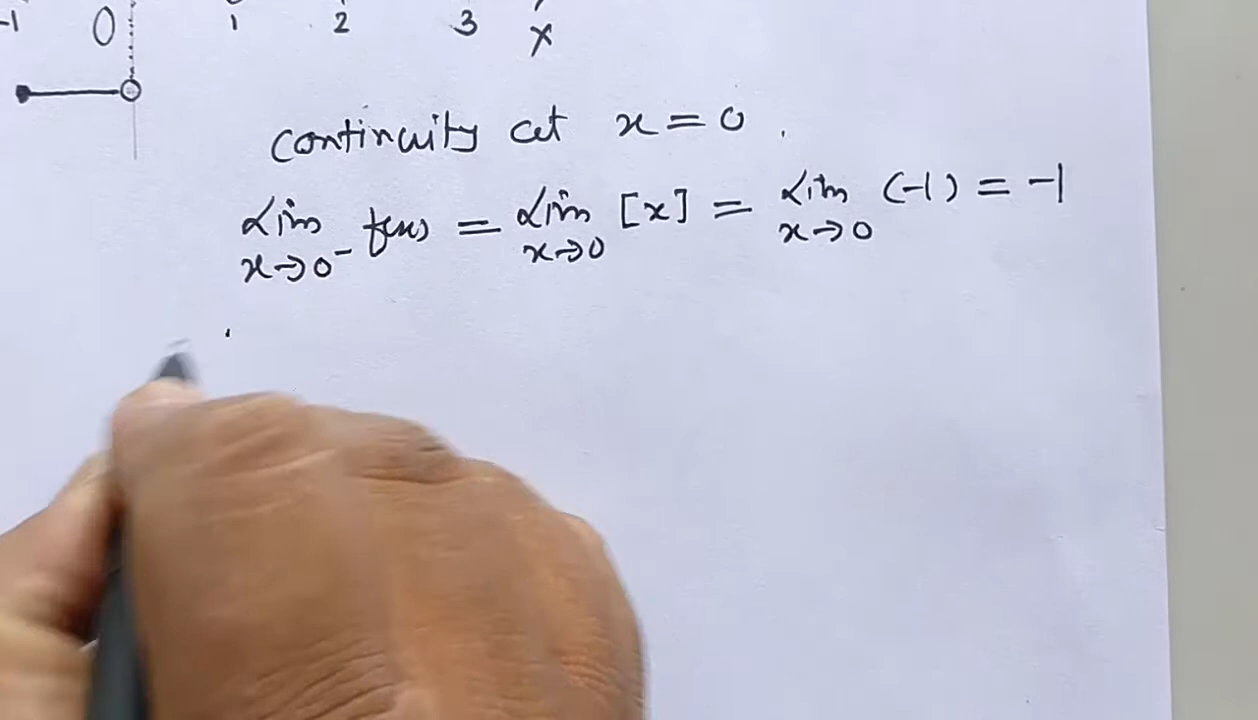 -1 0 1 2 3 X
continuity at x = 0 .
Lim x→0⁻ f(x) = Lim x→0 [x] = Lim x→0 (-1) = -1